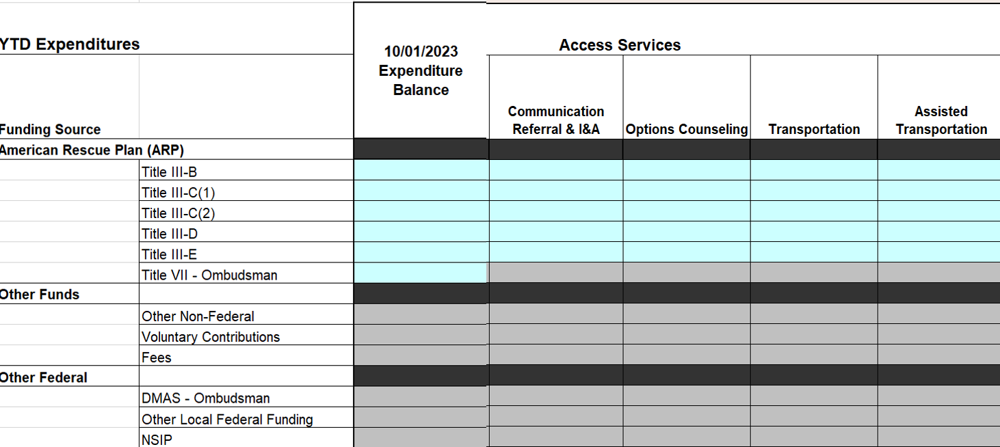 YTD Expenditures
10/01/2023
Expenditure
Balance
Access Services
Funding Source
Communication
Referral & I&A
Options Counseling
Transportation
Assisted
Transportation
American Rescue Plan (ARP)
Title III-B
Title III-C(1)
Title III-C(2)
Title III-D
Title III-E
Title VII - Ombudsman
Other Funds
Other Non-Federal
Voluntary Contributions
Fees
Other Federal
DMAS - Ombudsman
Other Local Federal Funding
NSIP